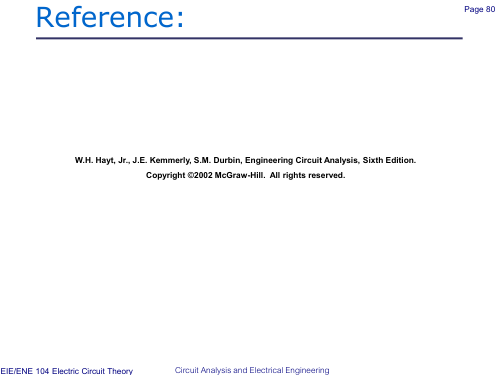 Reference:
Page 80
W.H. Hayt, Jr., J.E. Kemmerly, S.M. Durbin, Engineering Circuit Analysis, Sixth Edition.
Copyright ©2002 McGraw-Hill. All rights reserved.
EIE/ENE 104 Electric Circuit Theory
Circuit Analysis and Electrical Engineering